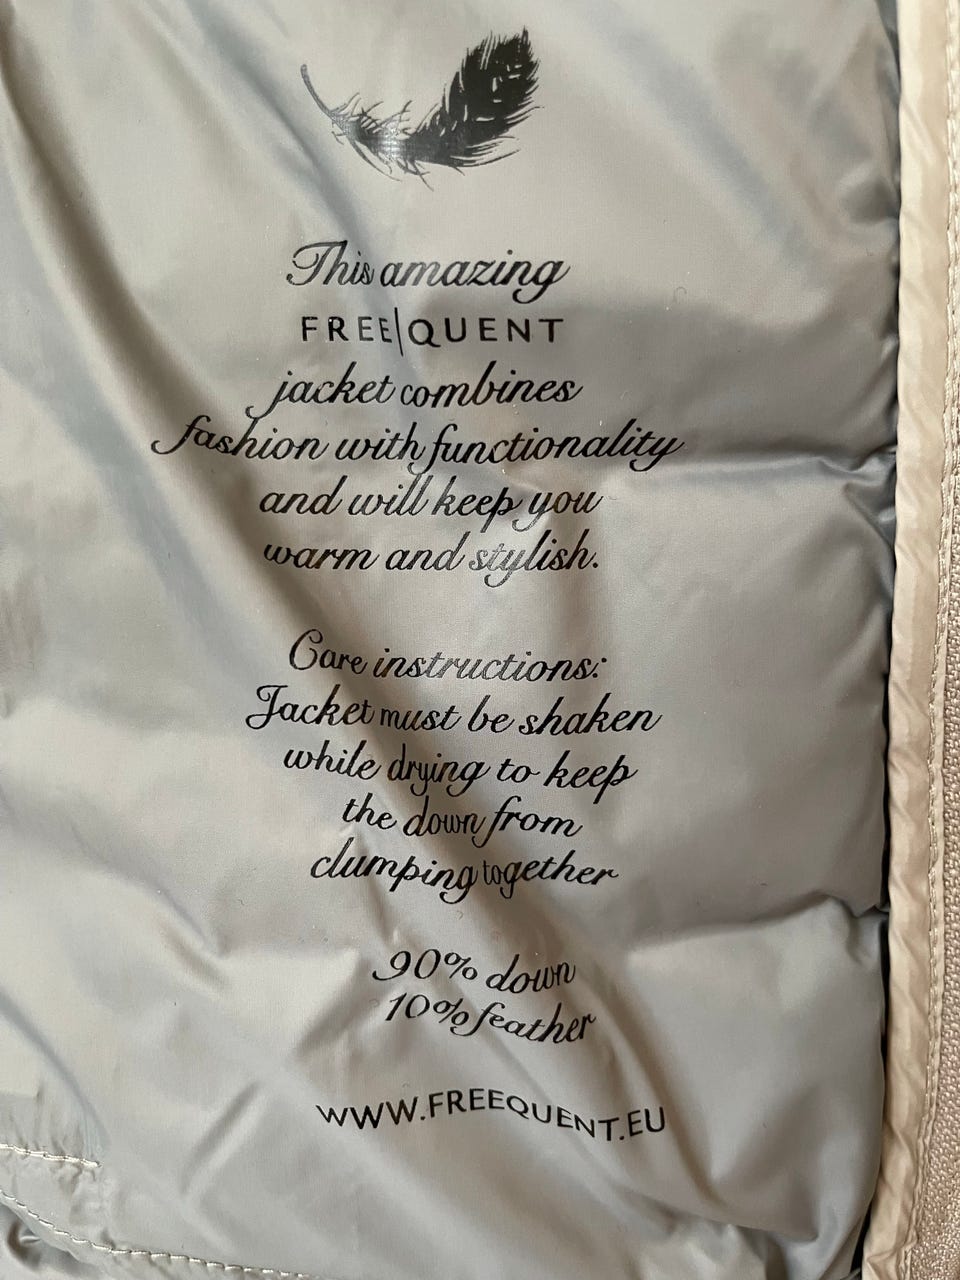 This amazing
FREE|QUENT
jacket combines
fashion with functionality
and will keep you
warm and stylish.
Care instructions:
Jacket must be shaken
while drying to keep
the down from
clumping together
90% down
10% feather
WWW.FREEQUENT.EU